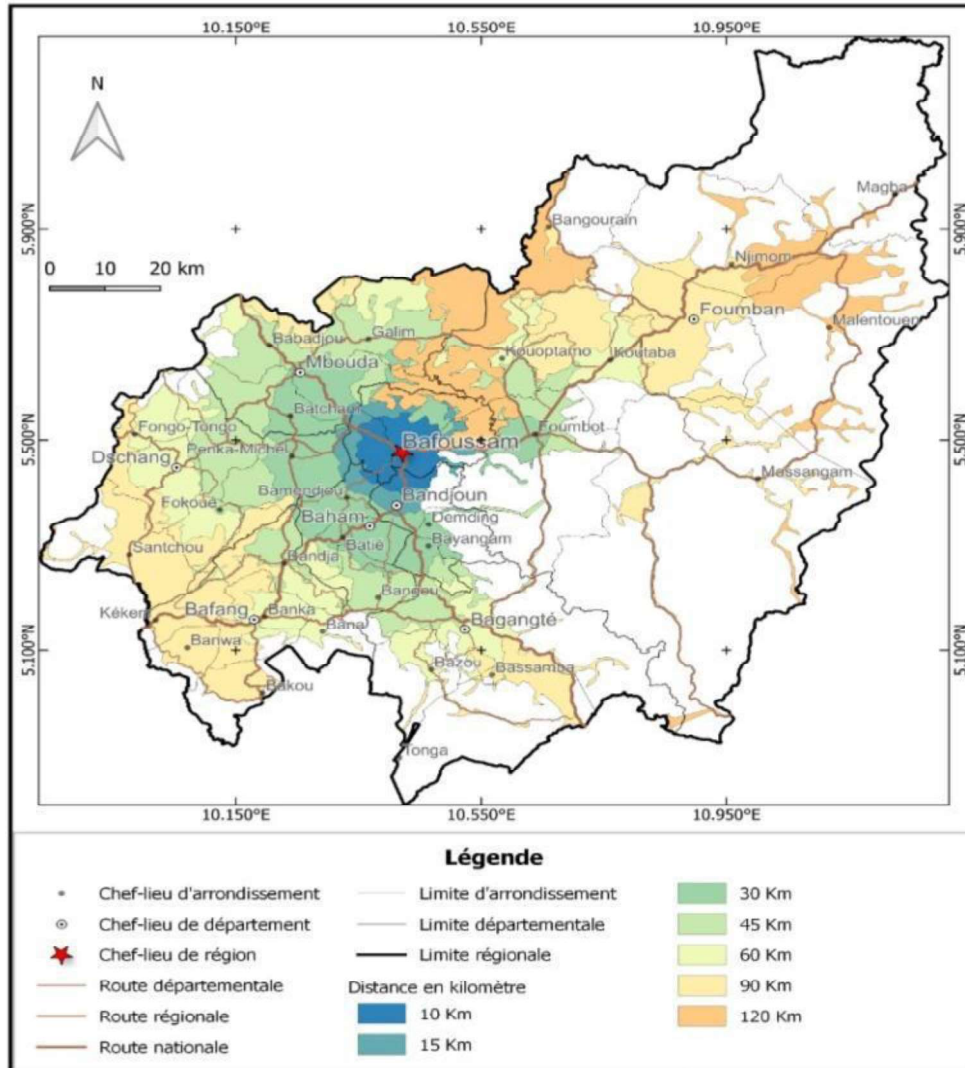 10.150°E 10.550°E 10.950°E
N
Magba
5.900°N 5.900°N
Bangourain
Njimom
0 10 20 km
Foumban
Malentouen
Galim
Babadjou
Kouoptamo
Koutaba
Mbouda
Batcham
Foumbot
Fongo-Tongo
Bafoussam
5.500°N 5.500°N
Penka-Michel
Dschang
Massangam
Bamendjou
Bandjoun
Fokoué
Baham
Demding
Batié
Bayangam
Santchou
Bandja
Bangou
Kékem
Bafang
Banka
Bana
Bagangté
5.100°N 5.100°N
Banwa
Bazou
Bassamba
Bakou
Tonga
10.150°E 10.550°E 10.950°E
Légende
Chef-lieu d'arrondissement
Chef-lieu de département
Chef-lieu de région
Route départementale
Route régionale
Route nationale
Limite d'arrondissement
Limite départementale
Limite régionale
Distance en kilomètre
10 Km
15 Km
30 Km
45 Km
60 Km
90 Km
120 Km